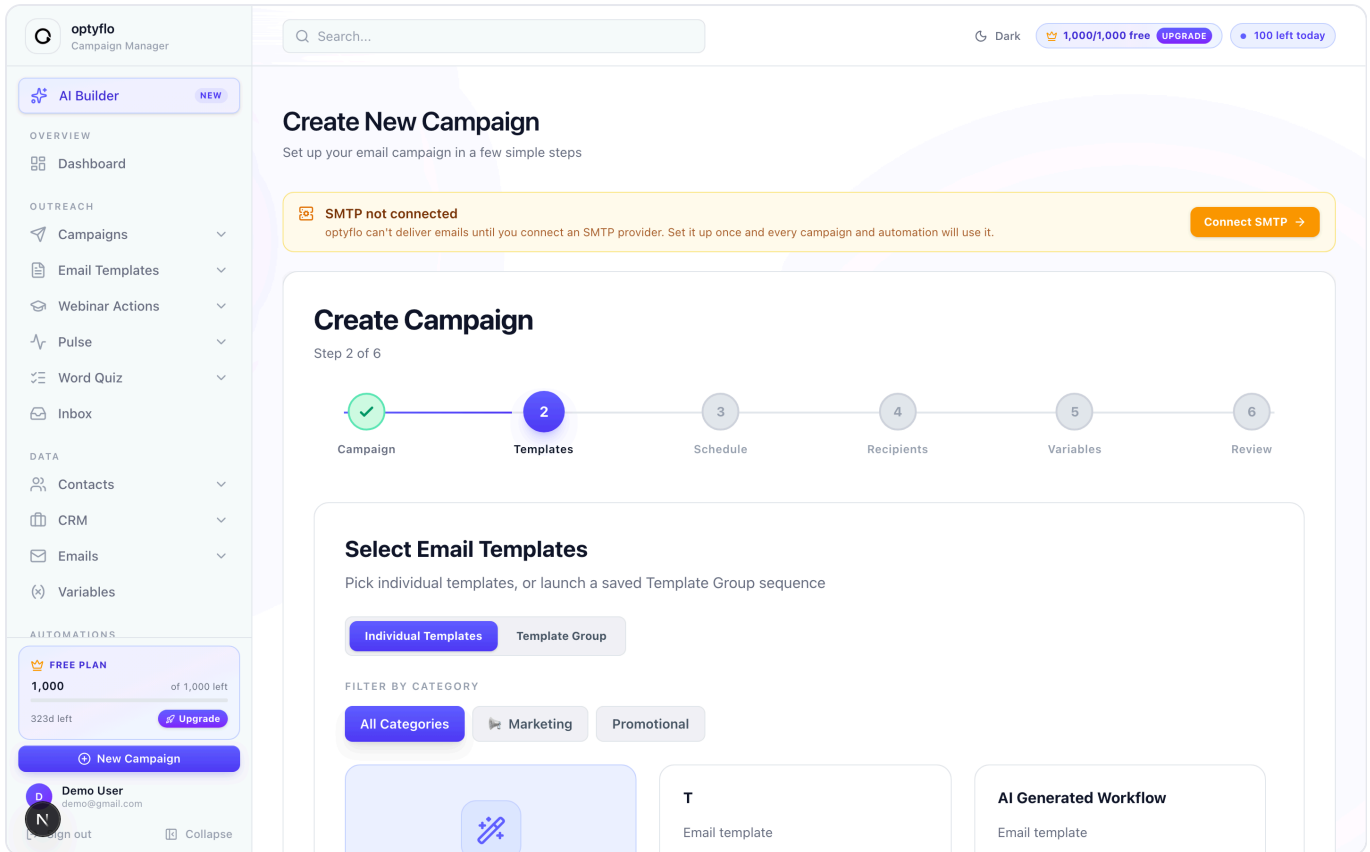 optyflo
Campaign Manager
AI Builder NEW
OVERVIEW
Dashboard
OUTREACH
Campaigns
Email Templates
Webinar Actions
Pulse
Word Quiz
Inbox
DATA
Contacts
CRM
Emails
Variables
AUTOMATIONS
FREE PLAN
1,000 of 1,000 left
323d left Upgrade
New Campaign
D Demo User
demo@gmail.com
N
out Collapse
Search...
Dark 1,000/1,000 free UPGRADE 100 left today
Create New Campaign
Set up your email campaign in a few simple steps
SMTP not connected
optyflo can't deliver emails until you connect an SMTP provider. Set it up once and every campaign and automation will use it.
Connect SMTP →
Create Campaign
Step 2 of 6
2 3 4 5 6
Campaign Templates Schedule Recipients Variables Review
Select Email Templates
Pick individual templates, or launch a saved Template Group sequence
Individual Templates Template Group
FILTER BY CATEGORY
All Categories Marketing Promotional
T
Email template
AI Generated Workflow
Email template